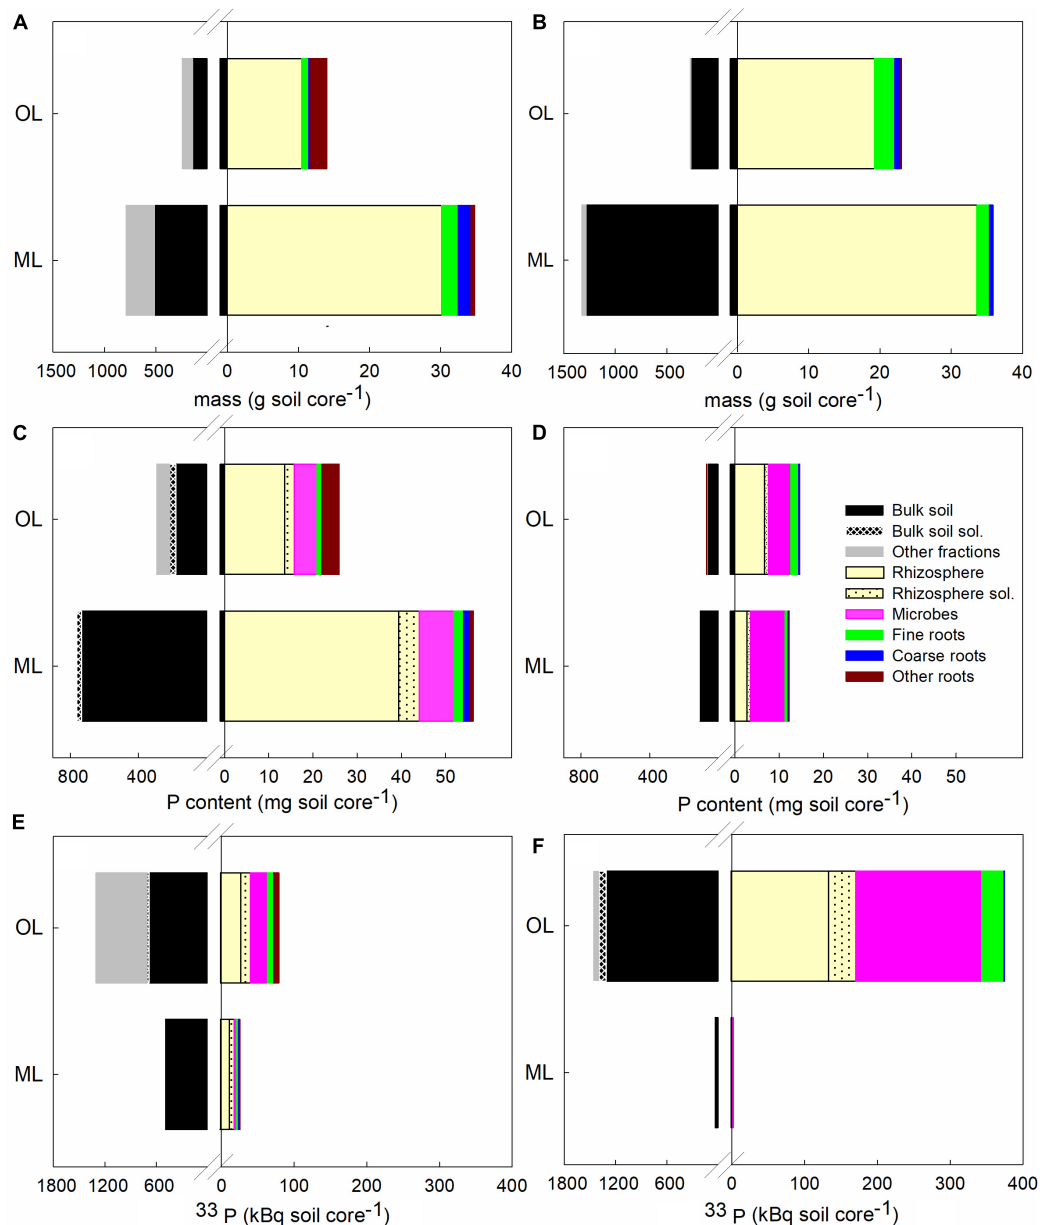 A
OL
ML
1500 1000 500 0 10 20 30 40
mass (g soil core-1)
B
OL
ML
1500 1000 500 0 10 20 30 40
mass (g soil core-1)
C
OL
ML
800 400 0 10 20 30 40 50
P content (mg soil core-1)
D
OL
ML
Bulk soil
Bulk soil sol.
Other fractions
Rhizosphere
Rhizosphere sol.
Microbes
Fine roots
Coarse roots
Other roots
800 400 0 10 20 30 40 50
P content (mg soil core-1)
E
OL
ML
1800 1200 600 0 100 200 300 400
33 P (kBq soil core-1)
F
OL
ML
1800 1200 600 0 100 200 300 400
33 P (kBq soil core-1)